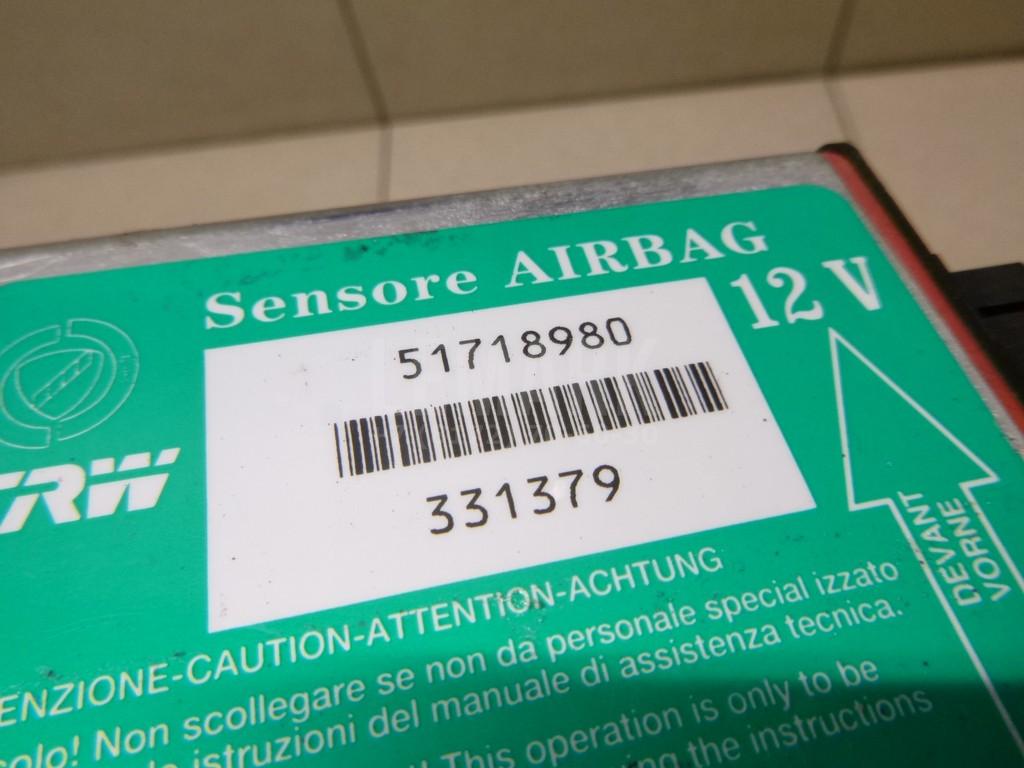 Sensore AIRBAG
12 V
51718980
331379
TRW
DEVANT
VORNE
ENZIONE-CAUTION-ATTENTION-ACHTUNG
colo! Non scollegare se non da personale special izzato
istruzioni del manuale di assistenza tecnica.
! This operation is only to be
the instructions